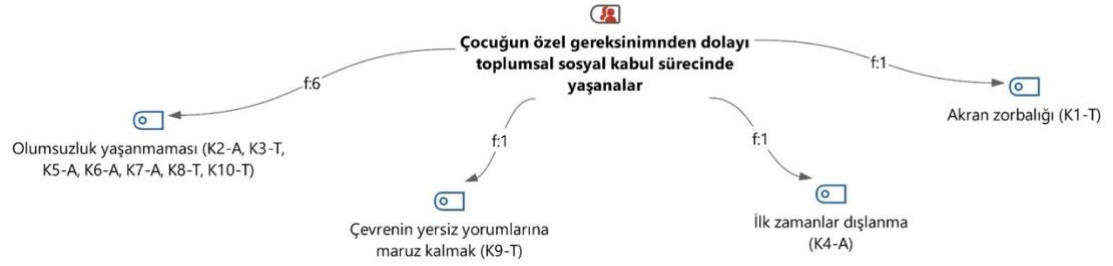 Çocuğun özel gereksinimnden dolayı
toplumsal sosyal kabul sürecinde
yaşanalar
f:6
f:1
f:1
f:1
Olumsuzluk yaşanmaması (K2-A, K3-T,
K5-A, K6-A, K7-A, K8-T, K10-T)
Çevrenin yersiz yorumlarına
maruz kalmak (K9-T)
İlk zamanlar dışlanma
(K4-A)
Akran zorbalığı (K1-T)